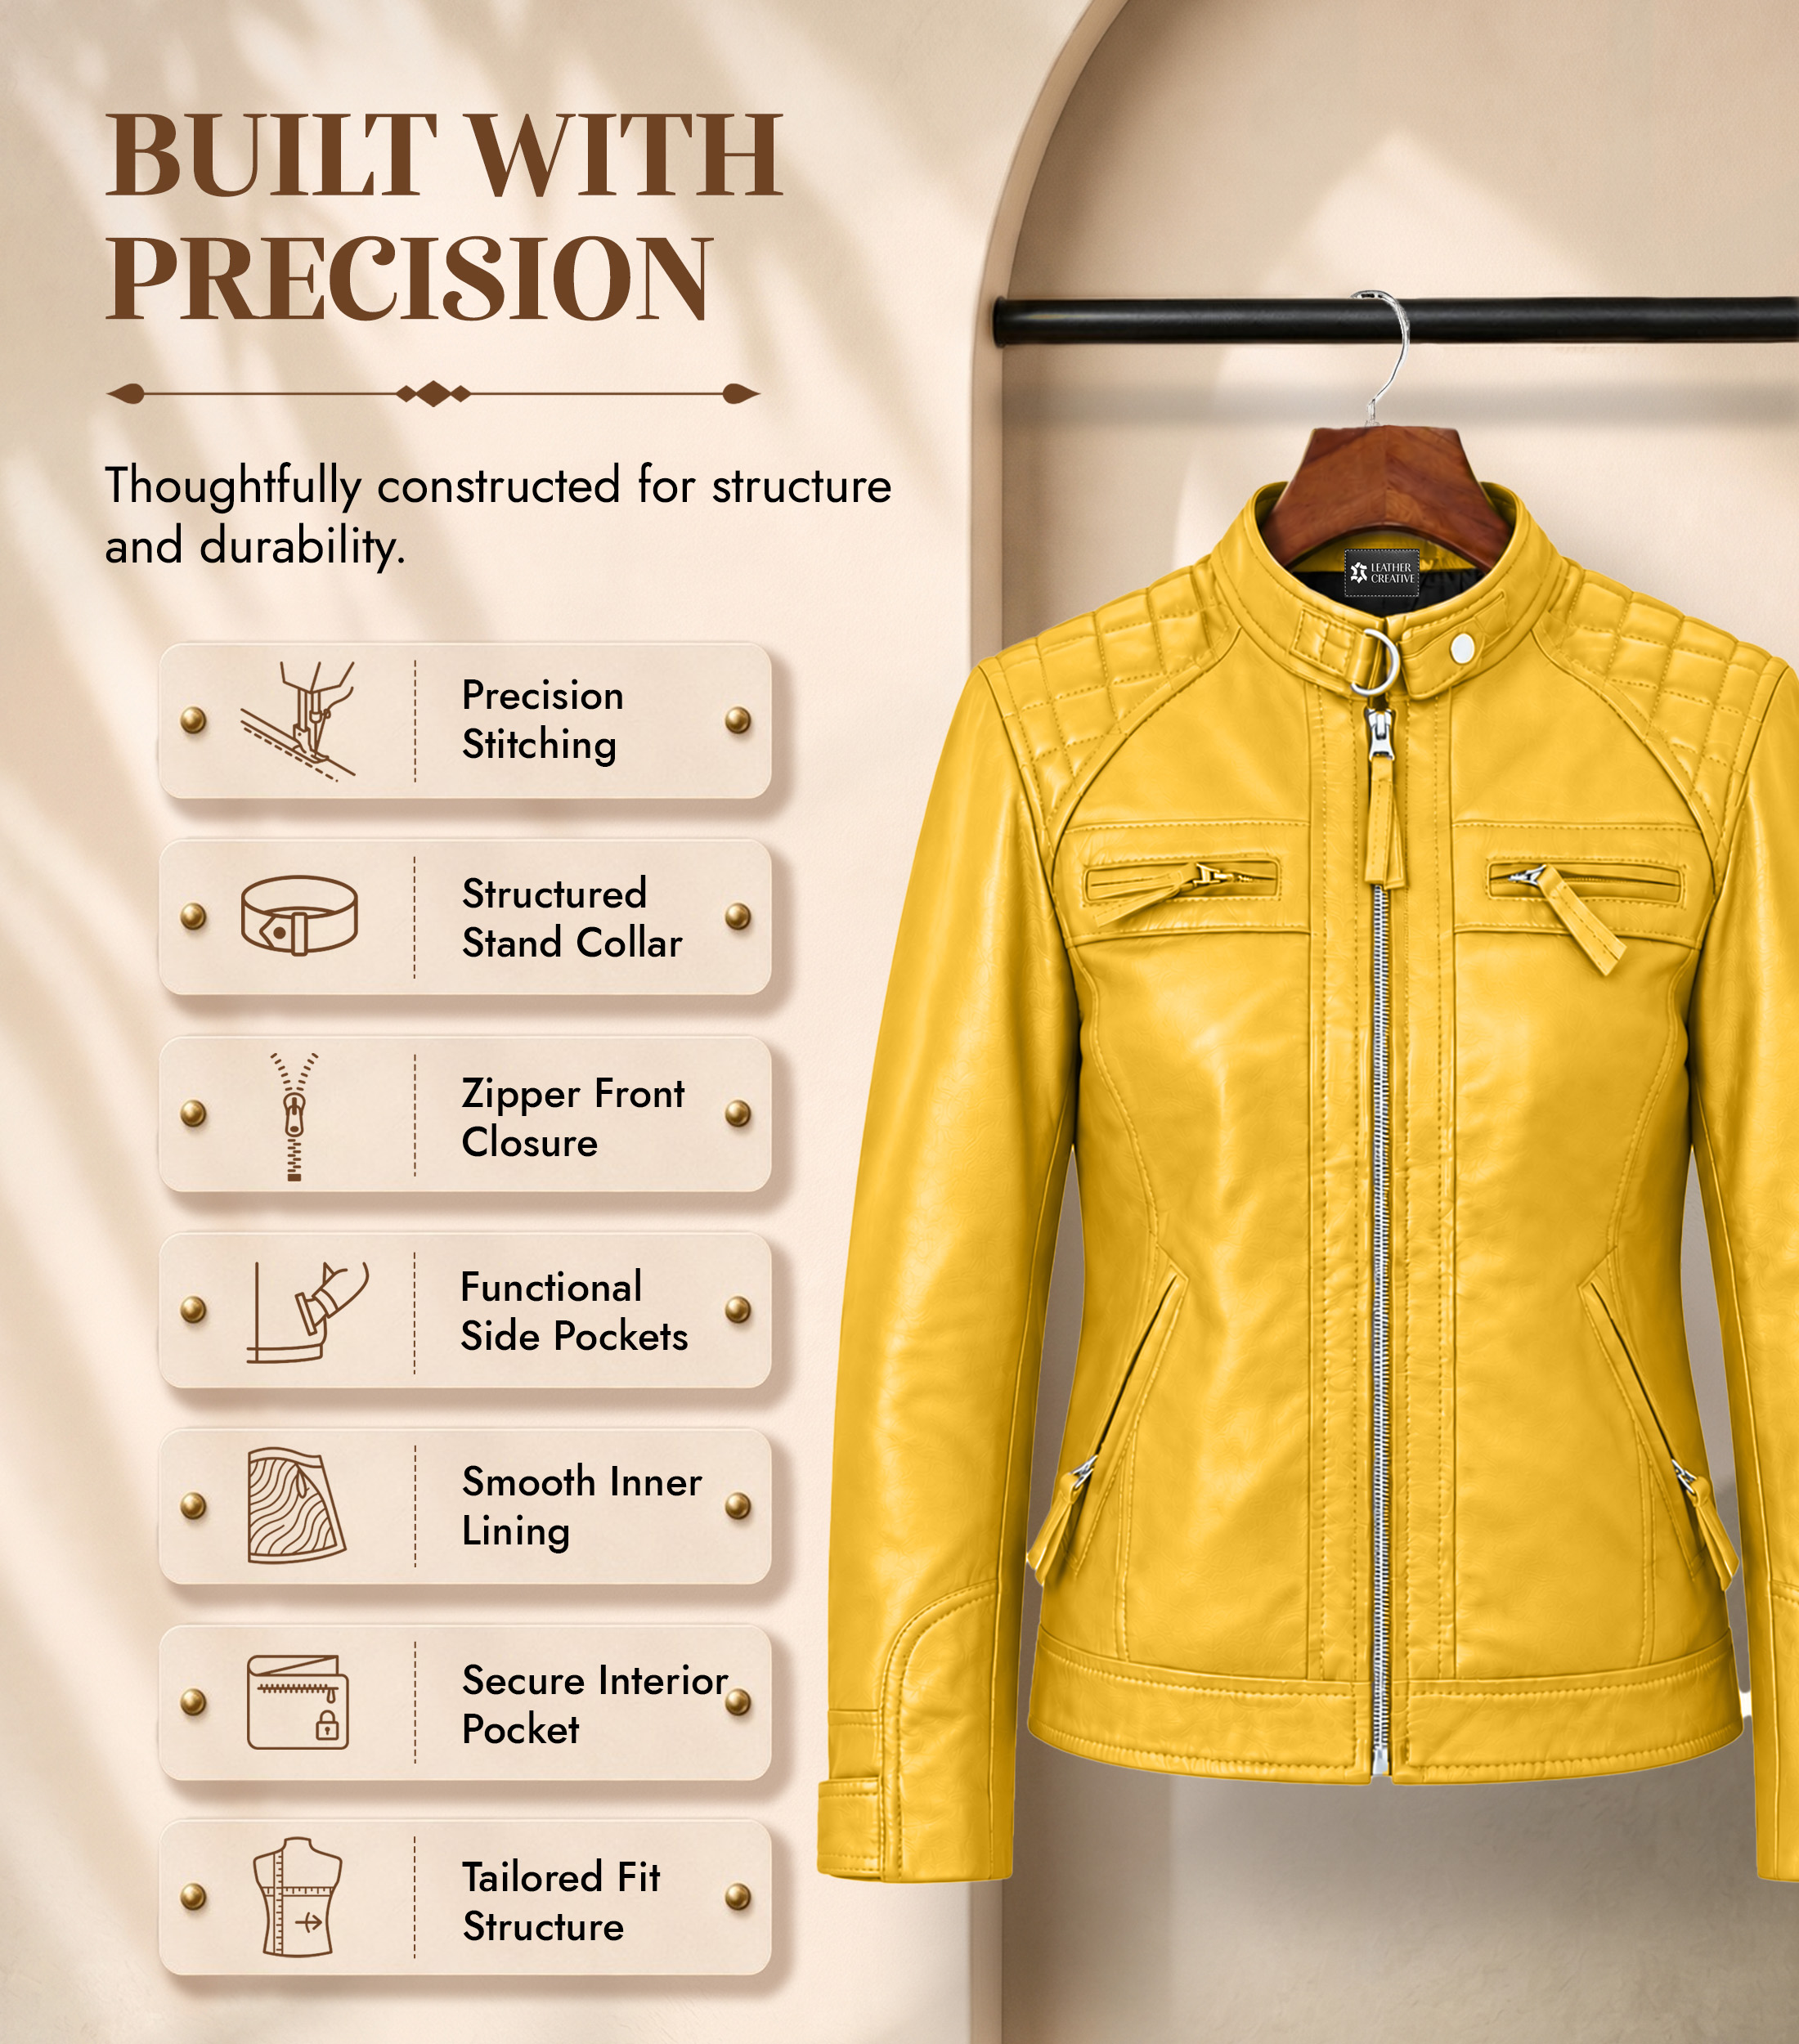 BUILT WITH
PRECISION
Thoughtfully constructed for structure
and durability.
LEATHER
CREATIVE
Precision
Stitching
Structured
Stand Collar
Zipper Front
Closure
Functional
Side Pockets
Smooth Inner
Lining
Secure Interior
Pocket
Tailored Fit
Structure